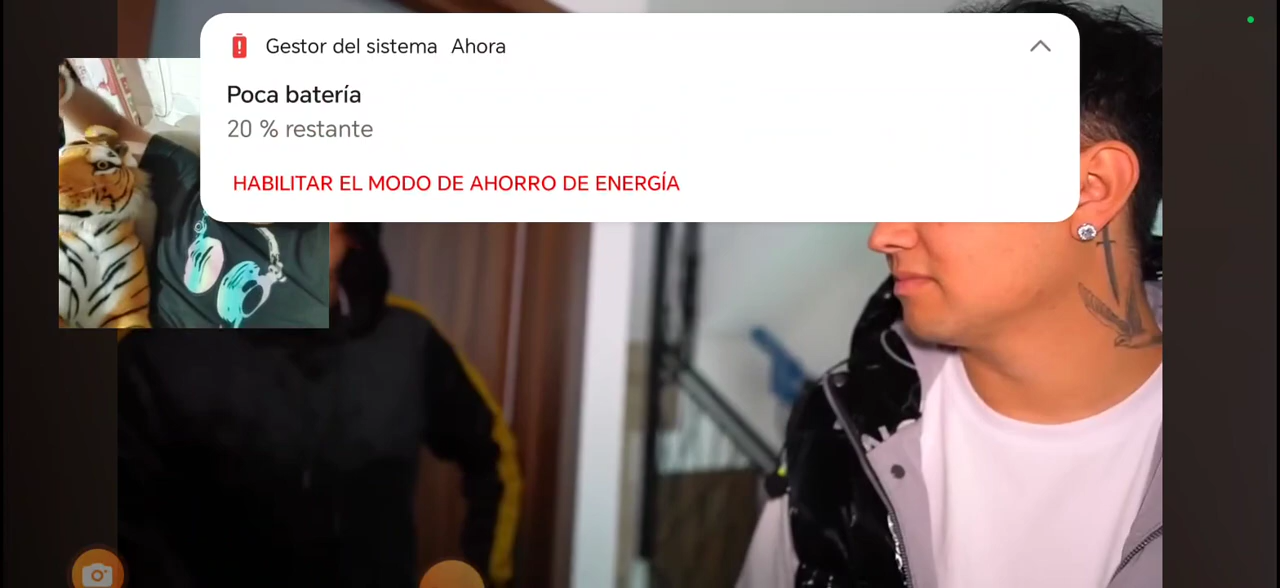 Gestor del sistema Ahora
Poca batería
20 % restante
HABILITAR EL MODO DE AHORRO DE ENERGÍA